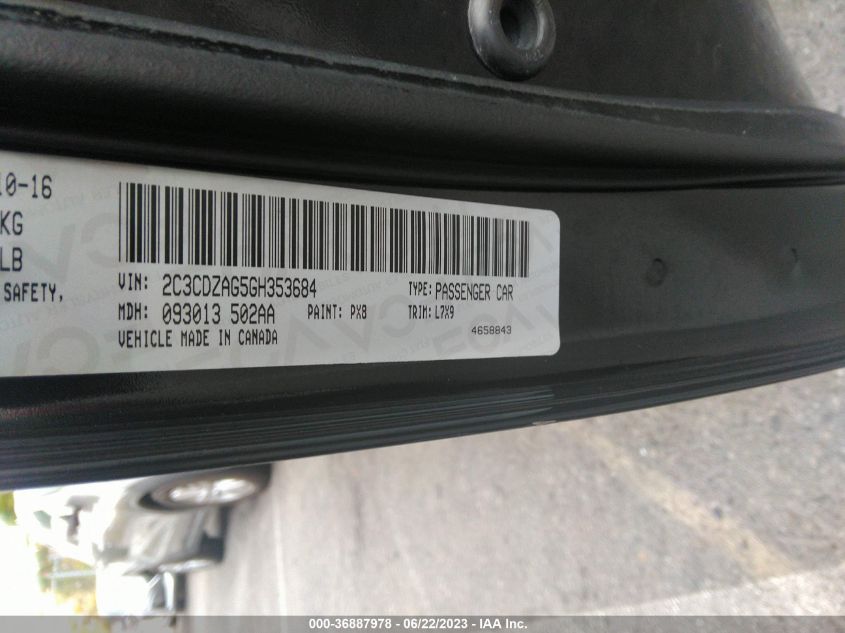 10-16
KG
LB
SAFETY,
VIN: 2C3CDZAG5GH353684 TYPE: PASSENGER CAR
MDH: 093013 502AA PAINT: PX8 TRIM: L7X9
VEHICLE MADE IN CANADA 4658843
000-36887978 - 06/22/2023 - IAA Inc.